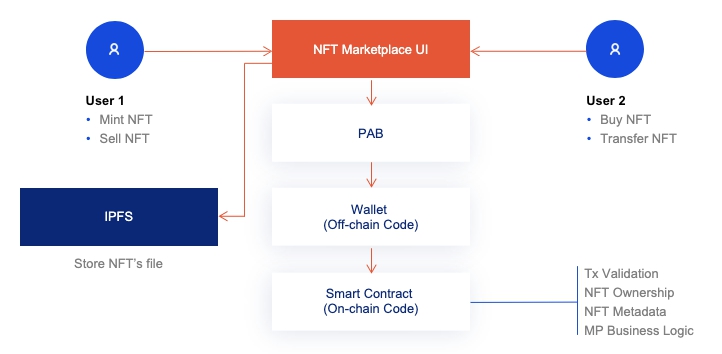 NFT Marketplace UI
User 1
• Mint NFT
• Sell NFT
User 2
• Buy NFT
• Transfer NFT
PAB
IPFS
Store NFT's file
Wallet
(Off-chain Code)
Smart Contract
(On-chain Code)
Tx Validation
NFT Ownership
NFT Metadata
MP Business Logic